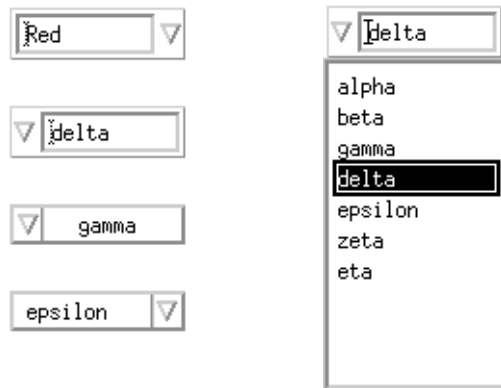 Red
delta
gamma
epsilon
delta
alpha
beta
gamma
delta
epsilon
zeta
eta